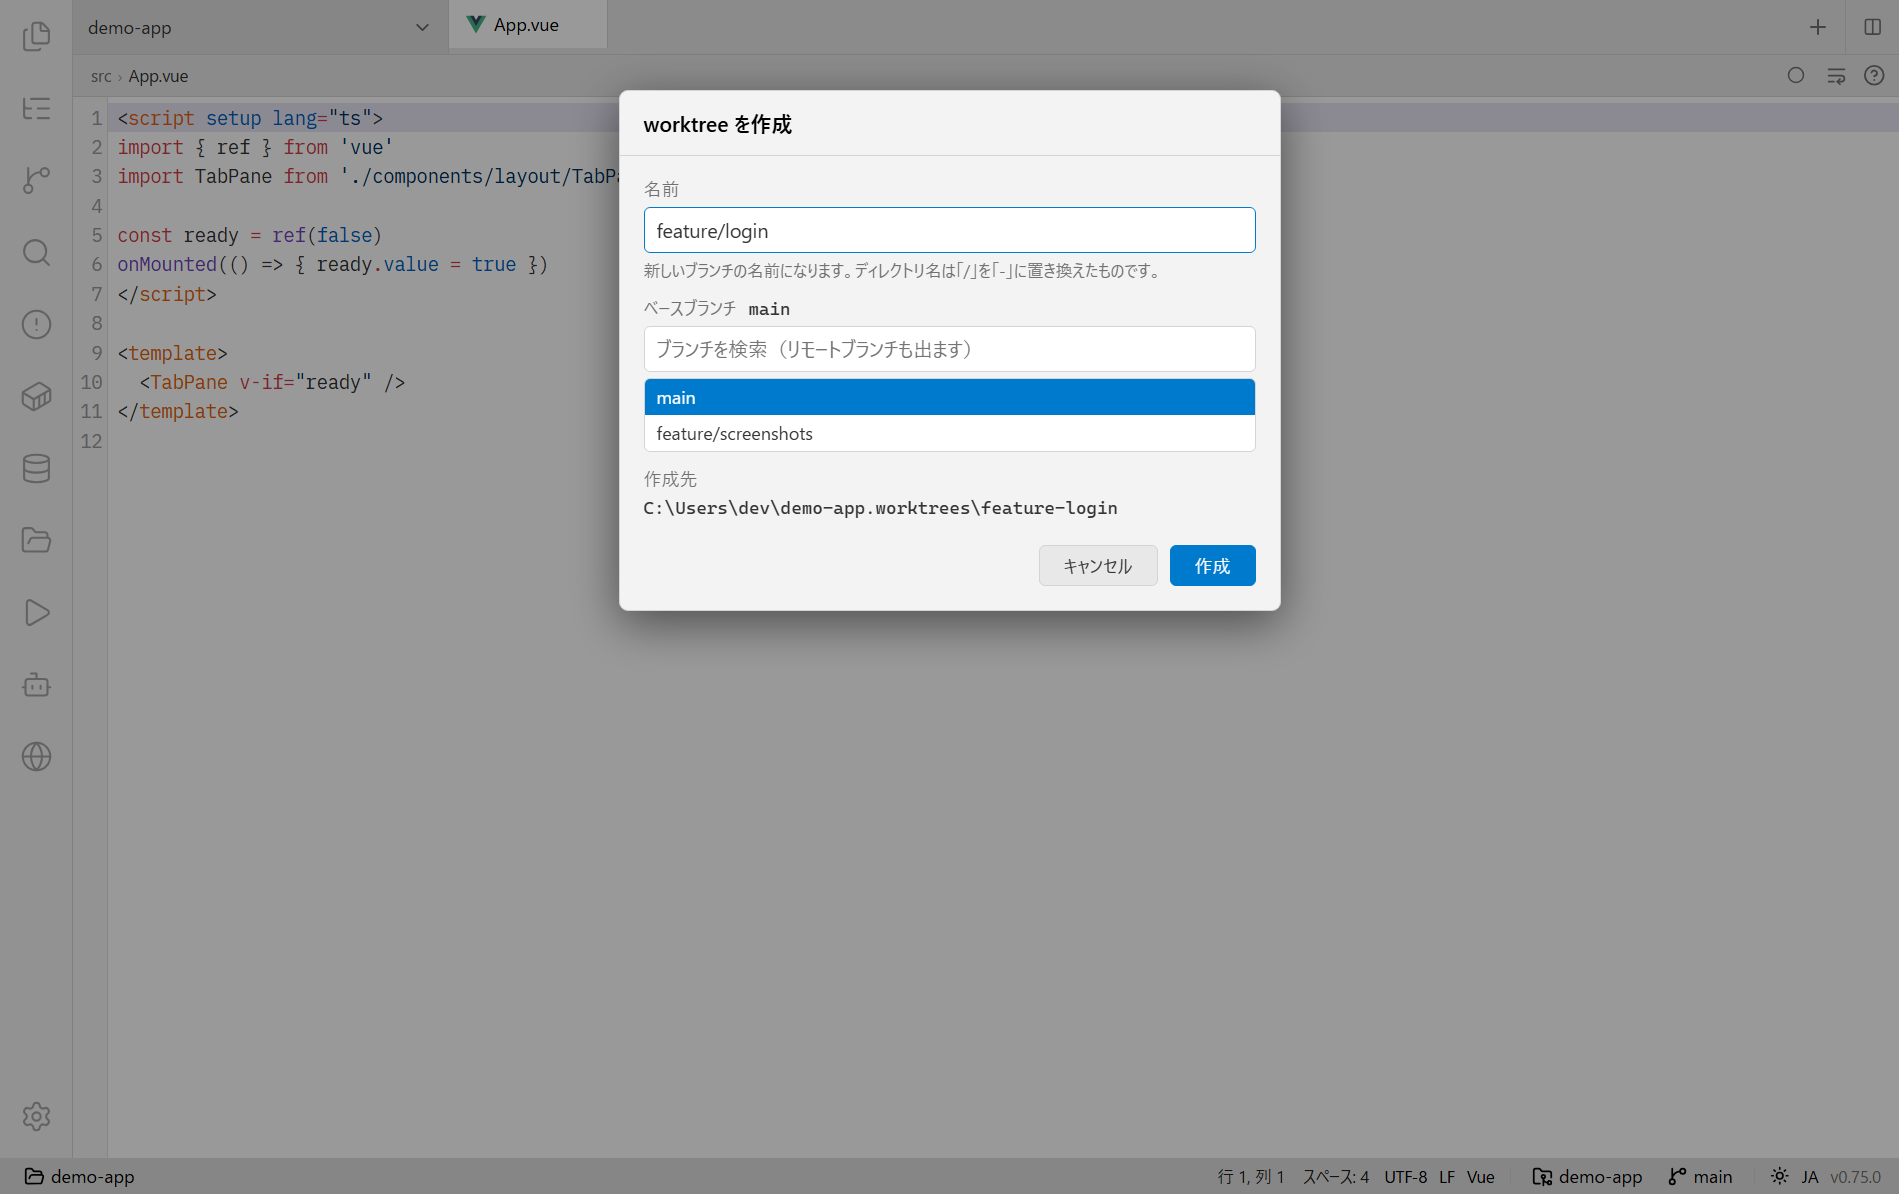 demo-app
App.vue
src › App.vue
1 <script setup lang="ts">
2 import { ref } from 'vue'
3 import TabPane from './components/layout/TabPa
4
5 const ready = ref(false)
6 onMounted(() => { ready.value = true })
7 </script>
8
9 <template>
10 <TabPane v-if="ready" />
11 </template>
12
worktree を作成
名前
feature/login
新しいブランチの名前になります。ディレクトリ名は「/」を「-」に置き換えたものです。
ベースブランチ main
ブランチを検索（リモートブランチも出ます）
main
feature/screenshots
作成先
C:\Users\dev\demo-app.worktrees\feature-login
キャンセル 作成
demo-app 行 1, 列 1 スペース: 4 UTF-8 LF Vue demo-app main JA v0.75.0